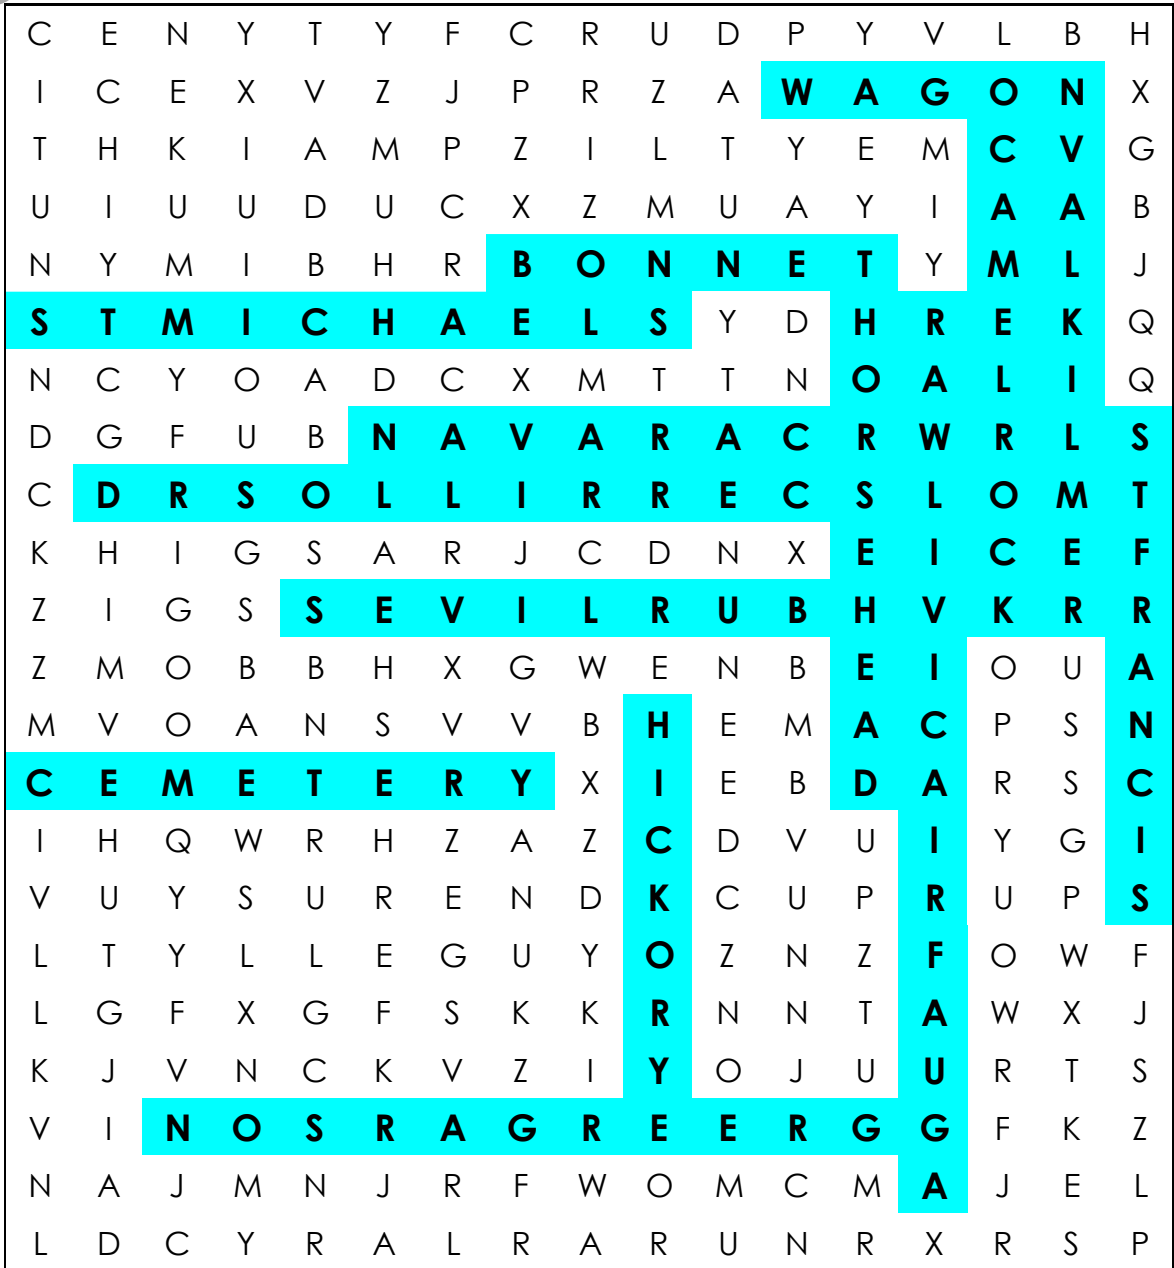 C E N Y T Y F C R U D P Y V L B H
I C E X V Z J P R Z A W A G O N X
T H K I A M P Z I L T Y E M C V G
U I U U D U C X Z M U A Y I A A B
N Y M I B H R B O N N E T Y M L J
S T M I C H A E L S Y D H R E K Q
N C Y O A D C X M T T N O A L I Q
D G F U B N A V A R A C R W R L S
C D R S O L L I R R E C S L O M T
K H I G S A R J C D N X E I C E F
Z I G S S E V I L R U B H V K R R
Z M O B B H X G W E N B E I O U A
M V O A N S V V B H E M A C P S N
C E M E T E R Y X I E B D A R S C
I H Q W R H Z A Z C D V U I Y G I
V U Y S U R E N D K C U P R U P S
L T Y L L E G U Y O Z N Z F O W F
L G F X G F S K K R N N T A W X J
K J V N C K V Z I Y O J U U R T S
V I N O S R A G R E E R G G F K Z
N A J M N J R F W O M C M A J E L
L D C Y R A L R A R U N R X R S P